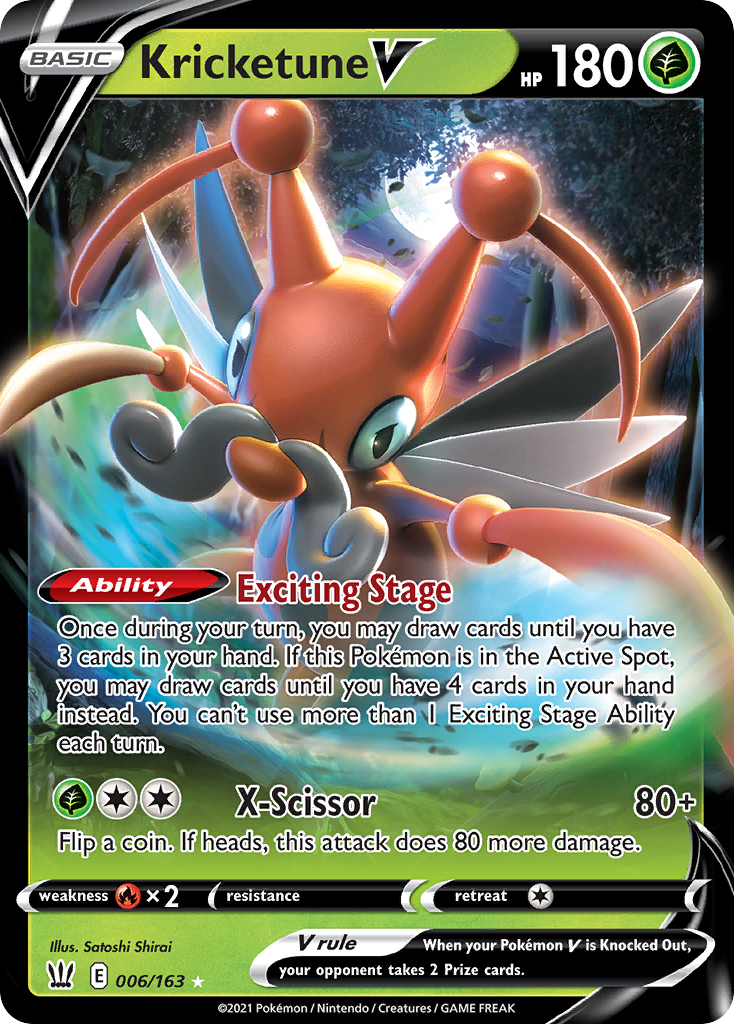 BASIC
Kricketune V
HP 180
Ability Exciting Stage
Once during your turn, you may draw cards until you have
3 cards in your hand. If this Pokémon is in the Active Spot,
you may draw cards until you have 4 cards in your hand
instead. You can't use more than 1 Exciting Stage Ability
each turn.
X-Scissor 80+
Flip a coin. If heads, this attack does 80 more damage.
weakness ×2 resistance retreat
Illus. Satoshi Shirai
V rule When your Pokémon V is Knocked Out,
your opponent takes 2 Prize cards.
E 006/163
©2021 Pokémon / Nintendo / Creatures / GAME FREAK